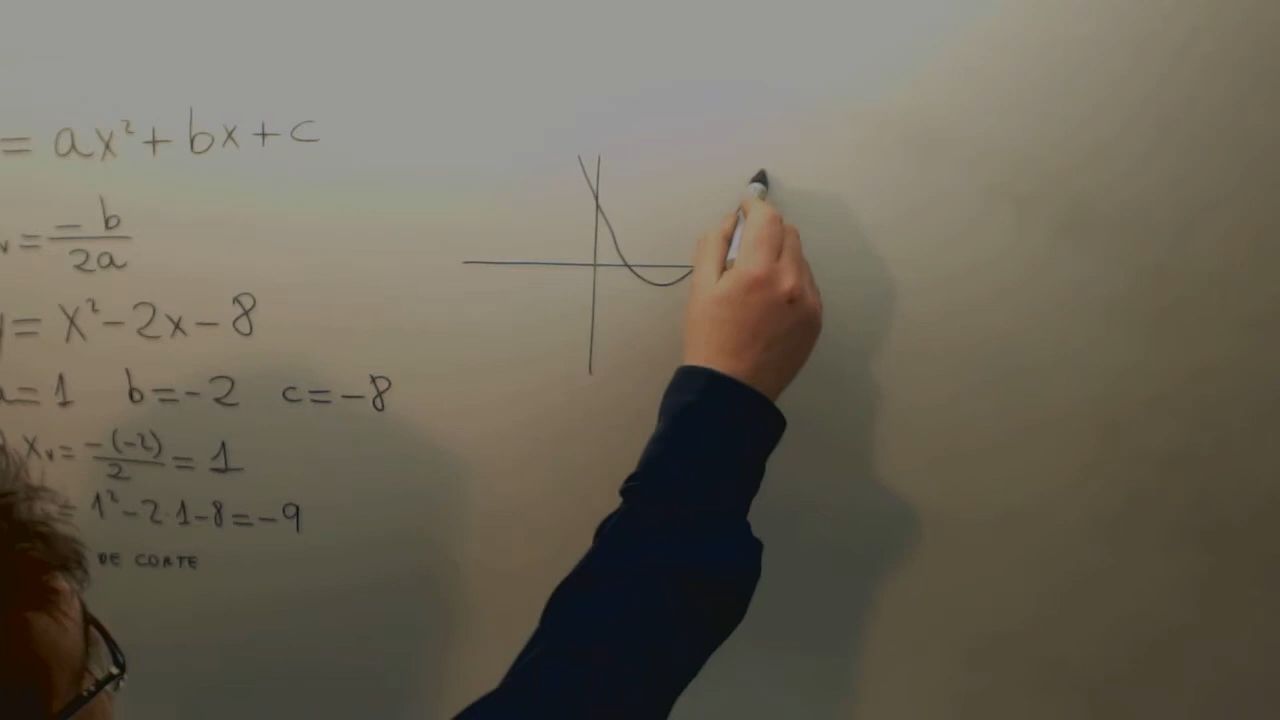 = ax²+bx+c
v = -b/2a
y = x²-2x-8
a=1 b=-2 c=-8
xᵥ = -(-2)/2 = 1
= 1²-2·1-8=-9
DE CORTE